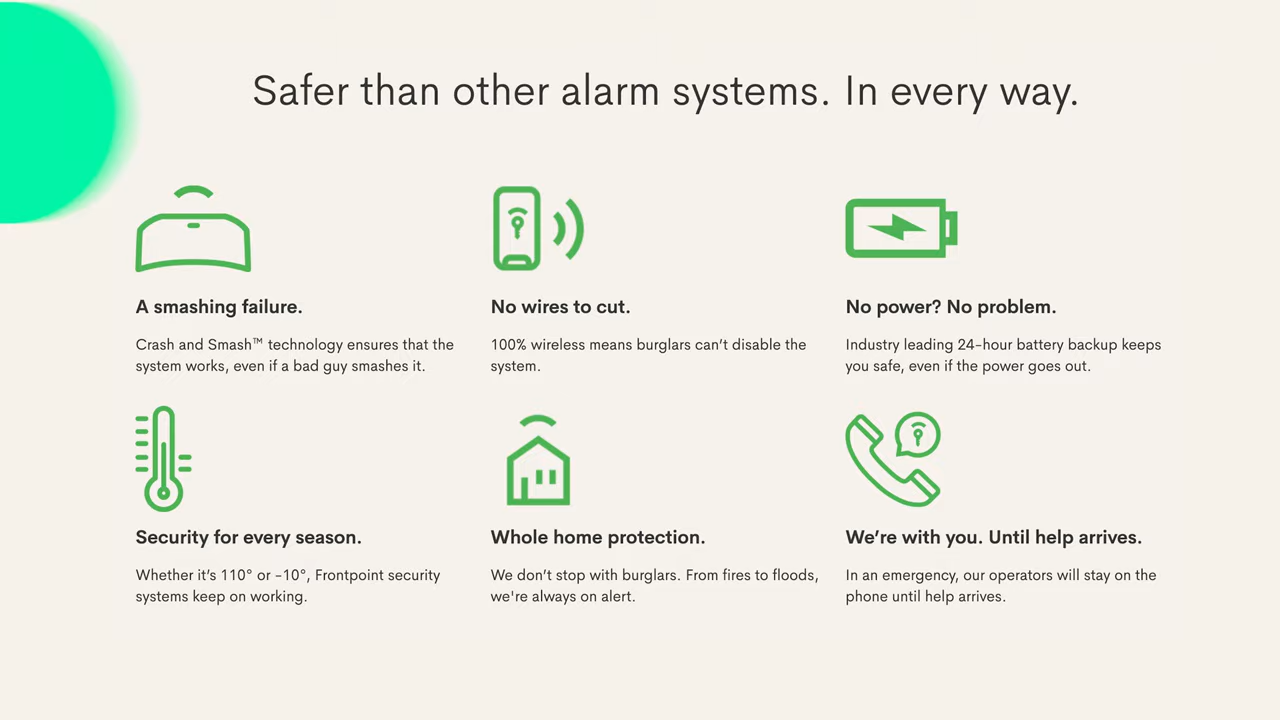 Safer than other alarm systems. In every way.
A smashing failure.
Crash and Smash™ technology ensures that the
system works, even if a bad guy smashes it.
No wires to cut.
100% wireless means burglars can’t disable the
system.
No power? No problem.
Industry leading 24-hour battery backup keeps
you safe, even if the power goes out.
Security for every season.
Whether it’s 110° or -10°, Frontpoint security
systems keep on working.
Whole home protection.
We don’t stop with burglars. From fires to floods,
we're always on alert.
We’re with you. Until help arrives.
In an emergency, our operators will stay on the
phone until help arrives.